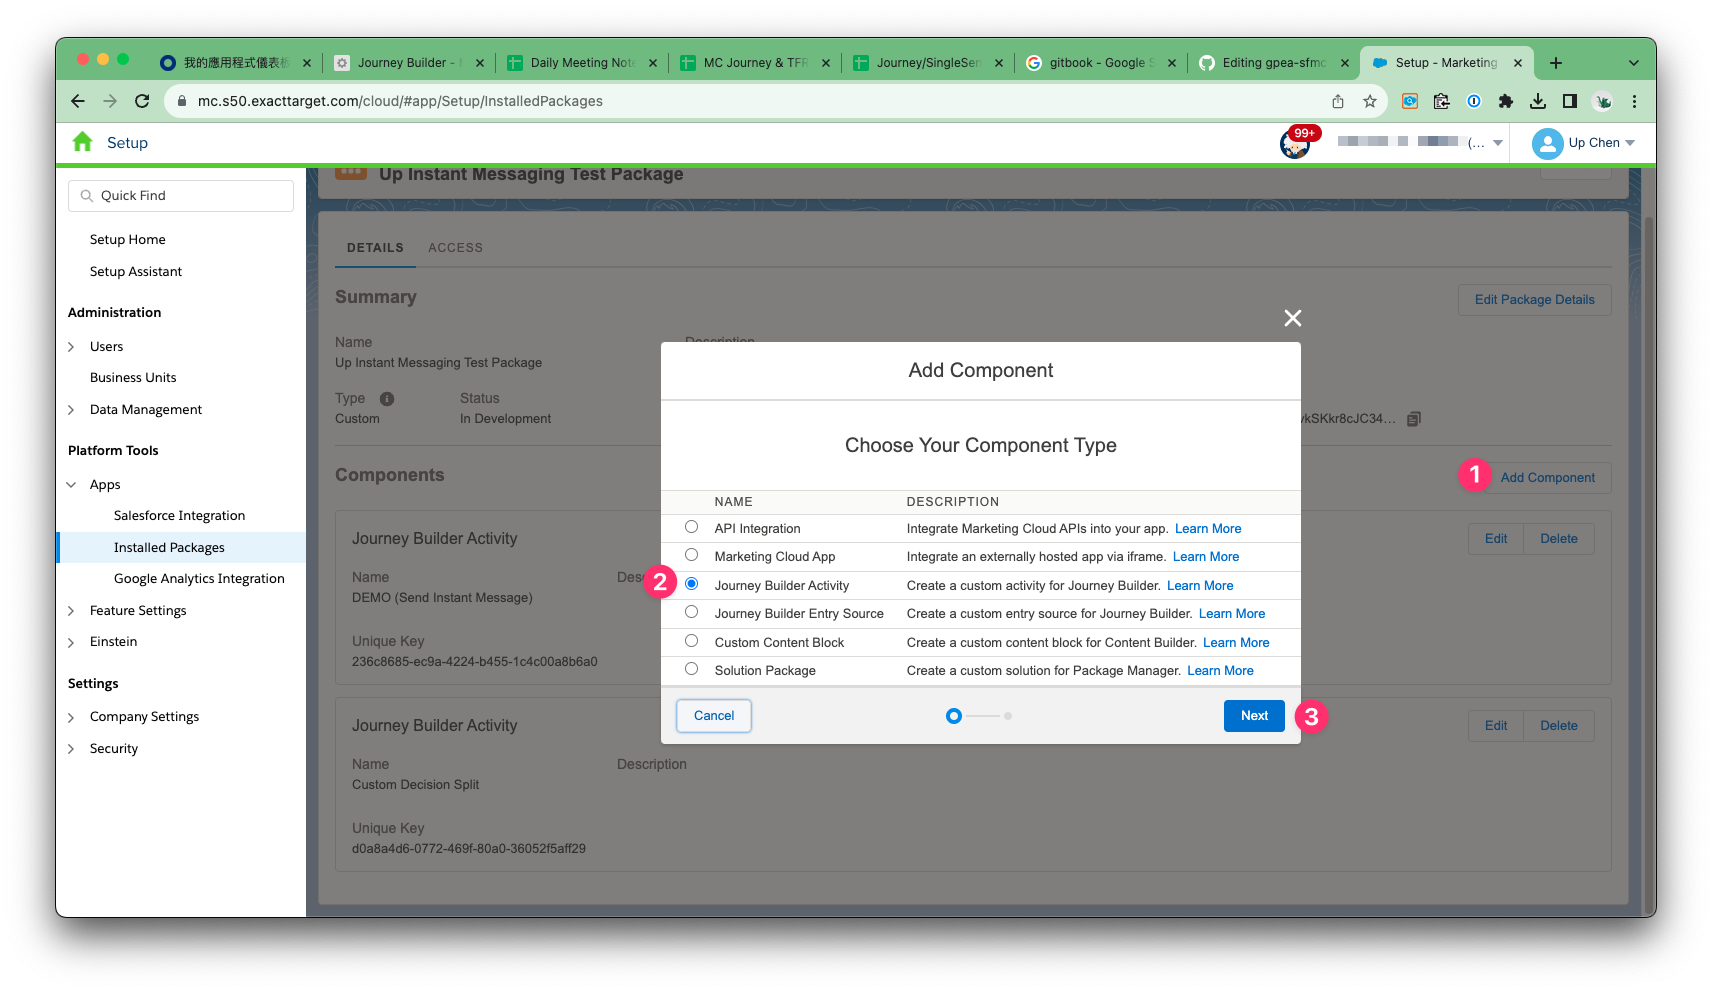 我的應用程式儀表
Journey Builder -
Daily Meeting Note
MC Journey & TFR
Journey/SingleSen
gitbook - Google S
Editing gpea-sfmc
Setup - Marketing
mc.s50.exacttarget.com/cloud/#app/Setup/InstalledPackages
Setup
99+
(...
Up Chen
Quick Find
Setup Home
Setup Assistant
Administration
Users
Business Units
Data Management
Platform Tools
Apps
Salesforce Integration
Installed Packages
Google Analytics Integration
Feature Settings
Einstein
Settings
Company Settings
Security
Up Instant Messaging Test Package
DETAILS
ACCESS
Summary
Edit Package Details
Name
Description
Up Instant Messaging Test Package
Type
Status
Custom
In Development
vkSKkr8cJC34...
Components
1
Add Component
Journey Builder Activity
Edit
Delete
Name
DEMO (Send Instant Message)
Unique Key
236c8685-ec9a-4224-b455-1c4c00a8b6a0
Journey Builder Activity
Edit
Delete
Name
Description
Custom Decision Split
Unique Key
d0a8a4d6-0772-469f-80a0-36052f5aff29
Add Component
Choose Your Component Type
NAME DESCRIPTION
API Integration Integrate Marketing Cloud APIs into your app. Learn More
Marketing Cloud App Integrate an externally hosted app via iframe. Learn More
2
Journey Builder Activity Create a custom activity for Journey Builder. Learn More
Journey Builder Entry Source Create a custom entry source for Journey Builder. Learn More
Custom Content Block Create a custom content block for Content Builder. Learn More
Solution Package Create a custom solution for Package Manager. Learn More
Cancel
Next
3